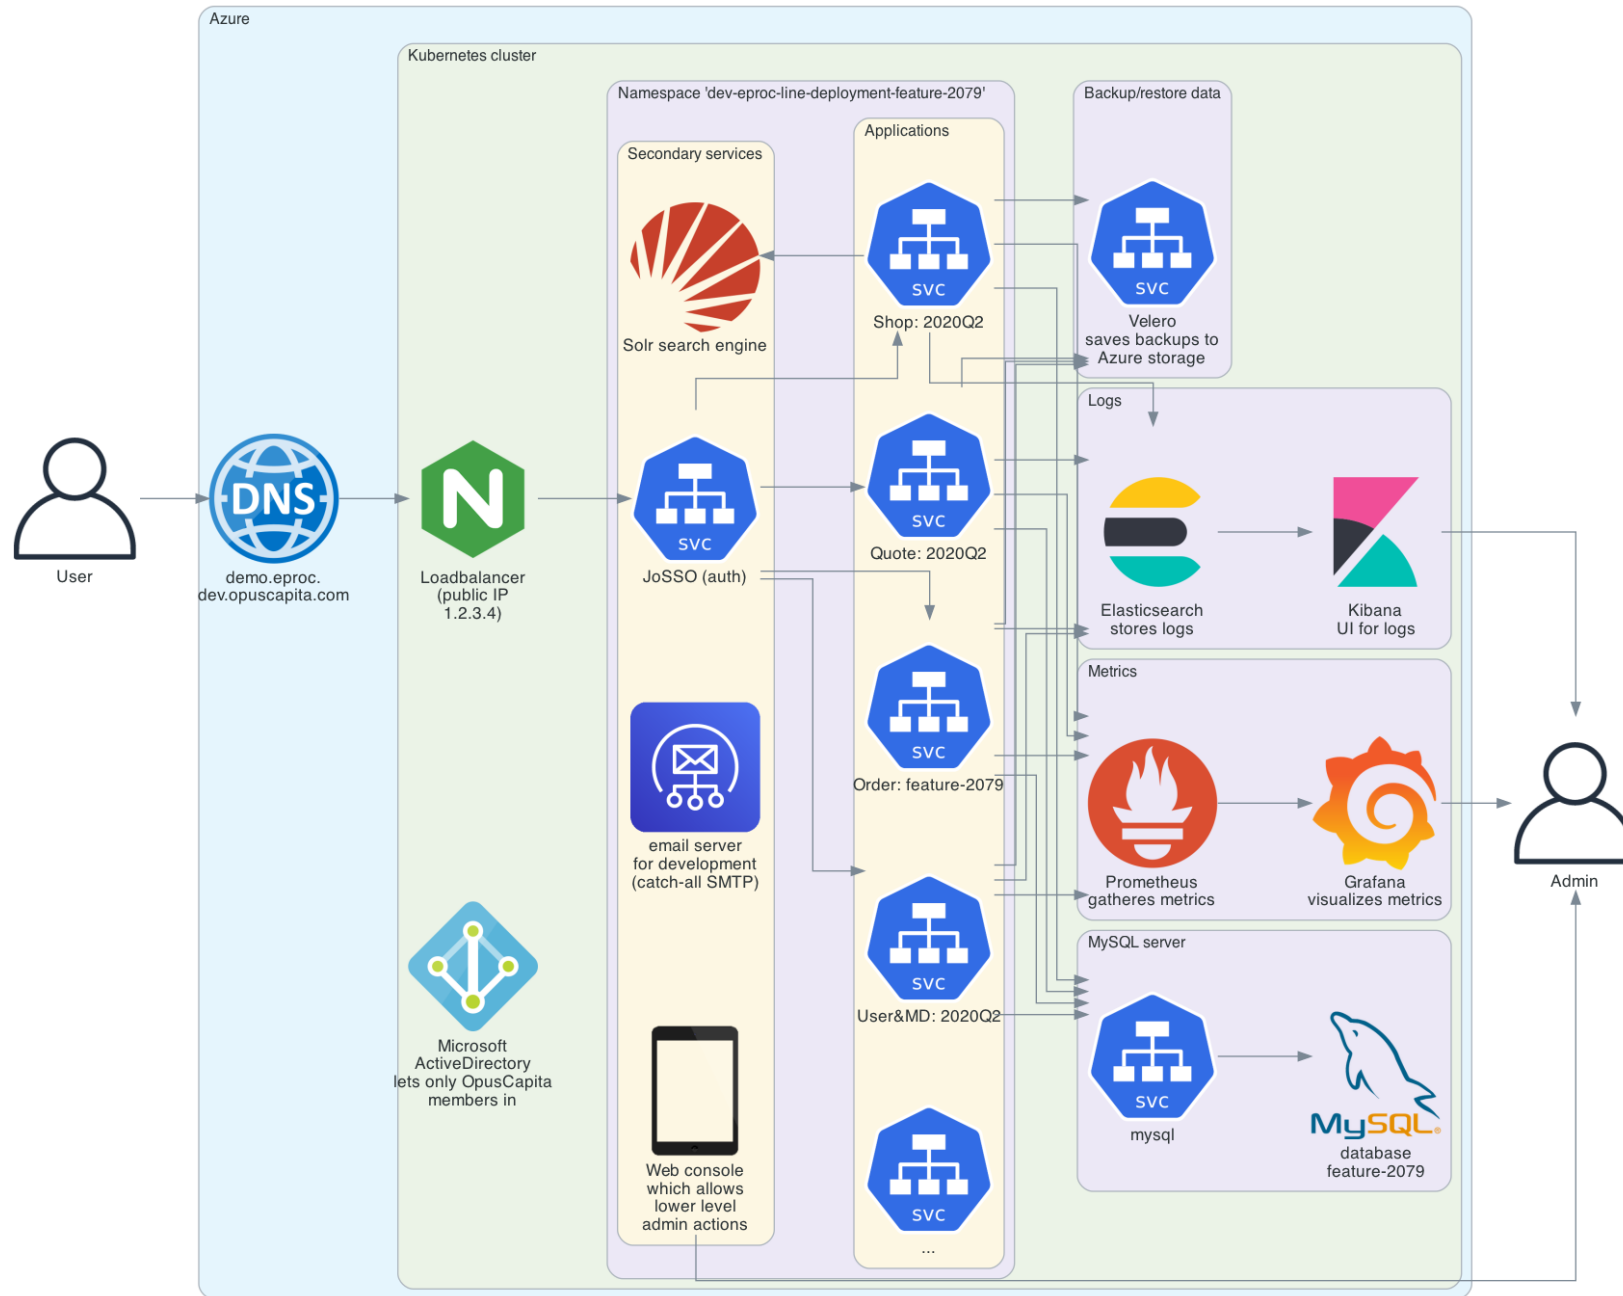 Azure
Kubernetes cluster
Namespace 'dev-eproc-line-deployment-feature-2079'
Backup/restore data
Applications
Secondary services
svc
svc
Shop: 2020Q2
Velero
saves backups to
Azure storage
Solr search engine
Logs
DNS
svc
svc
Quote: 2020Q2
User
demo.eproc.
dev.opuscapita.com
Loadbalancer
(public IP
1.2.3.4)
JoSSO (auth)
Elasticsearch
stores logs
Kibana
UI for logs
Metrics
svc
Order: feature-2079
email server
for development
(catch-all SMTP)
Prometheus
gatheres metrics
Grafana
visualizes metrics
Admin
MySQL server
svc
User&MD: 2020Q2
Microsoft
ActiveDirectory
lets only OpusCapita
members in
svc
mysql
MySQL®
database
feature-2079
Web console
which allows
lower level
admin actions
svc
...